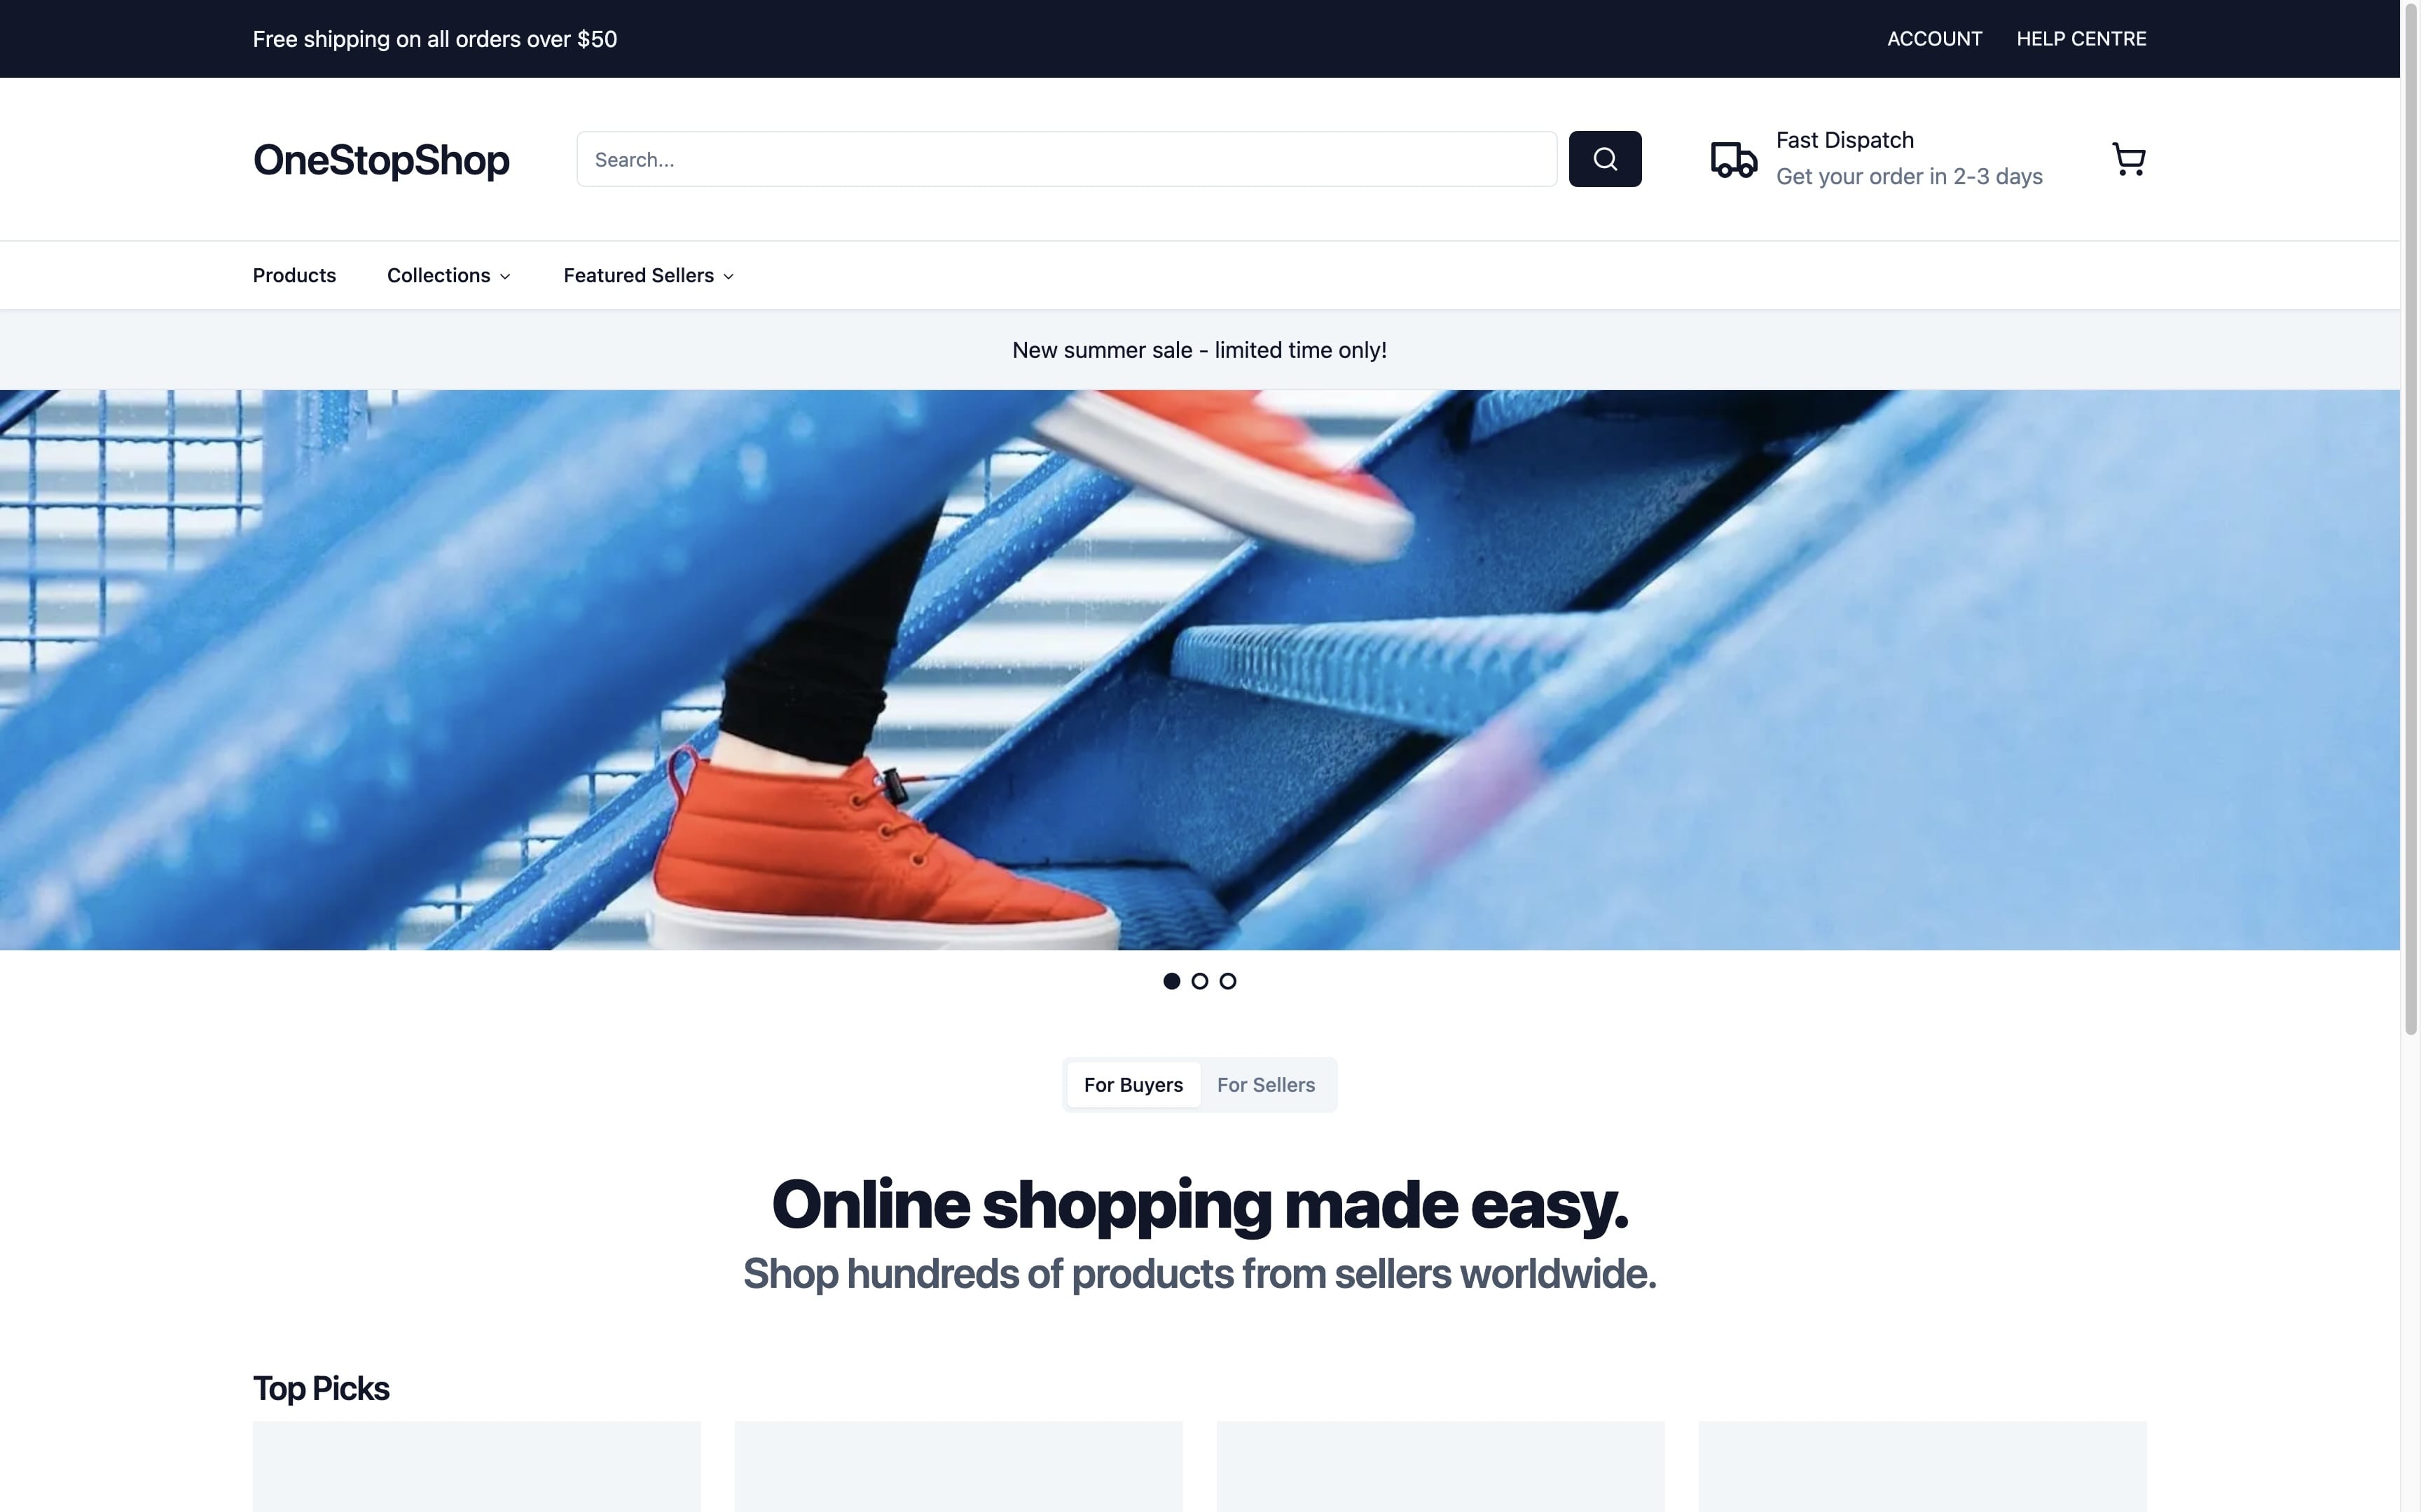 Free shipping on all orders over $50
ACCOUNT
HELP CENTRE
OneStopShop
Search...
Fast Dispatch
Get your order in 2-3 days
Products
Collections
Featured Sellers
New summer sale - limited time only!
For Buyers
For Sellers
Online shopping made easy.
Shop hundreds of products from sellers worldwide.
Top Picks